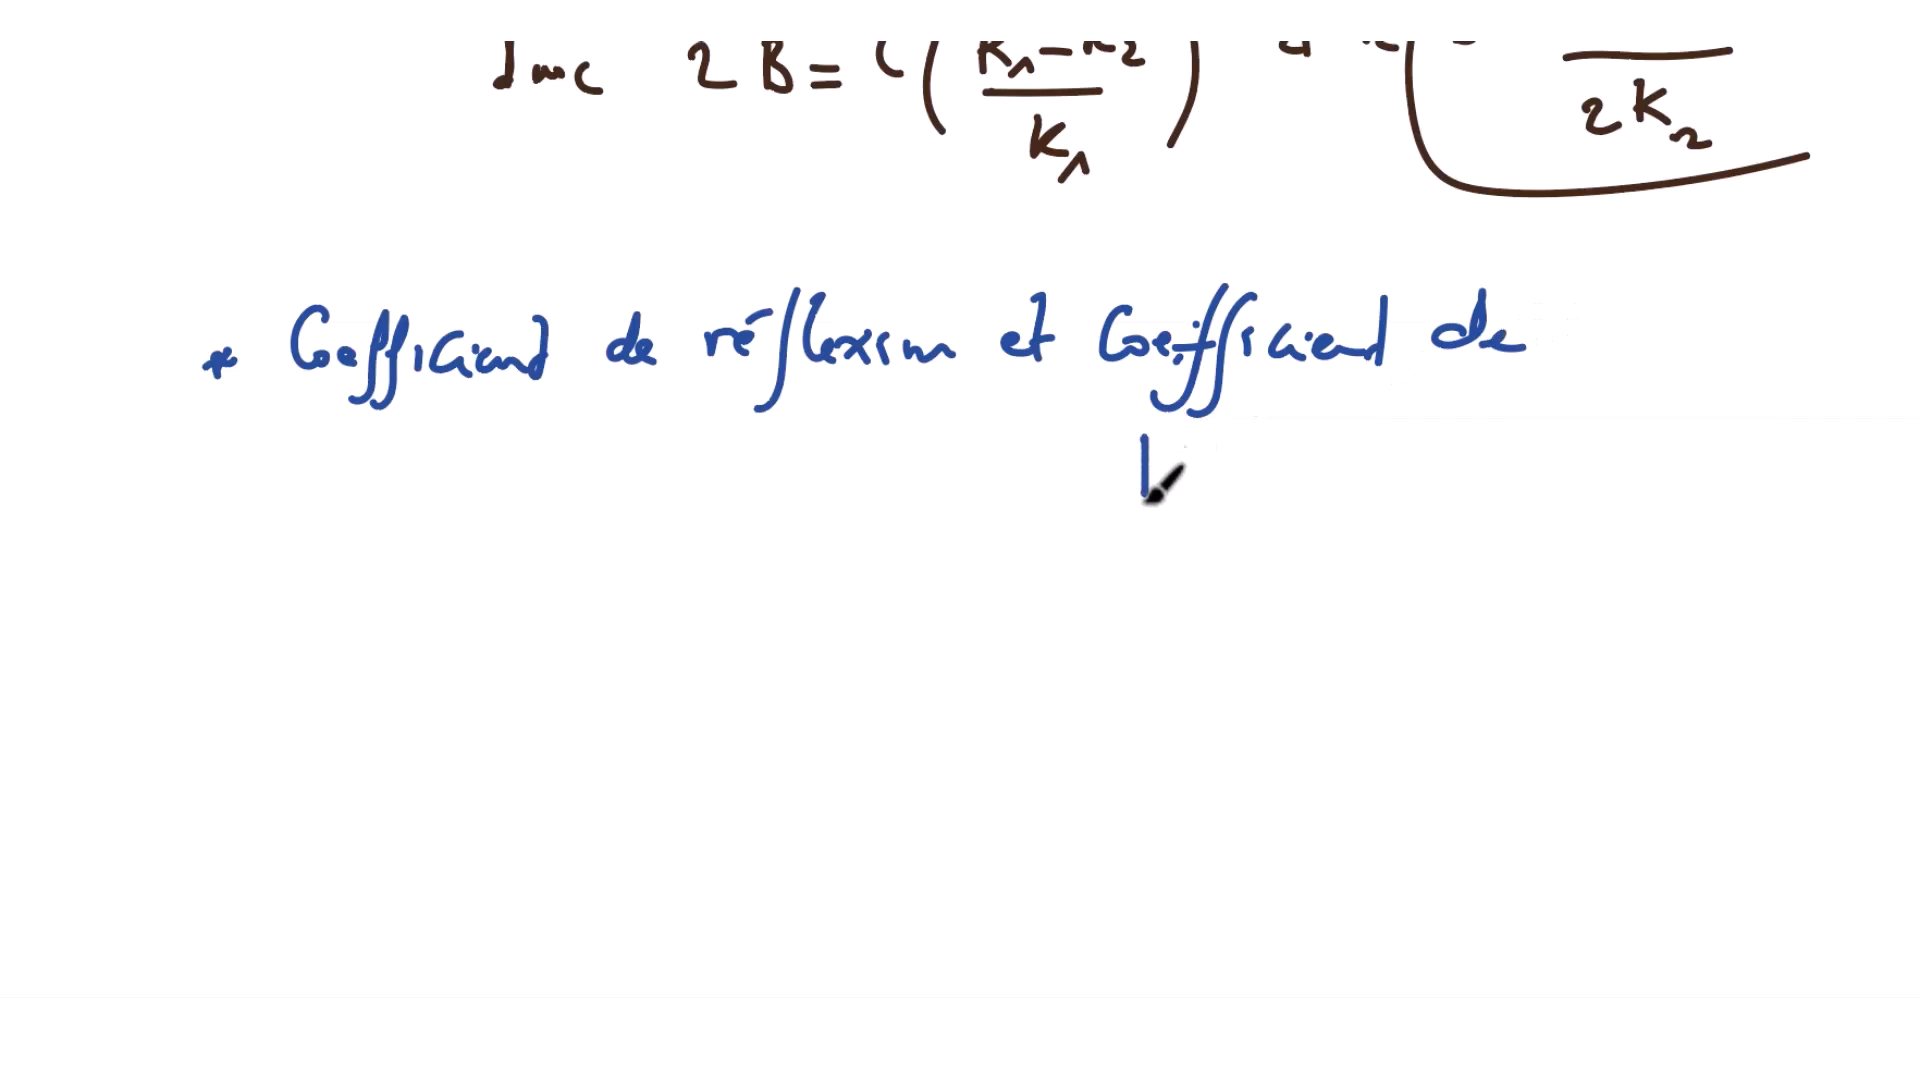 donc 2B = C ( K₁ - K₂ / K₁ )
2K₂
* Coefficient de réflexion et Coefficient de